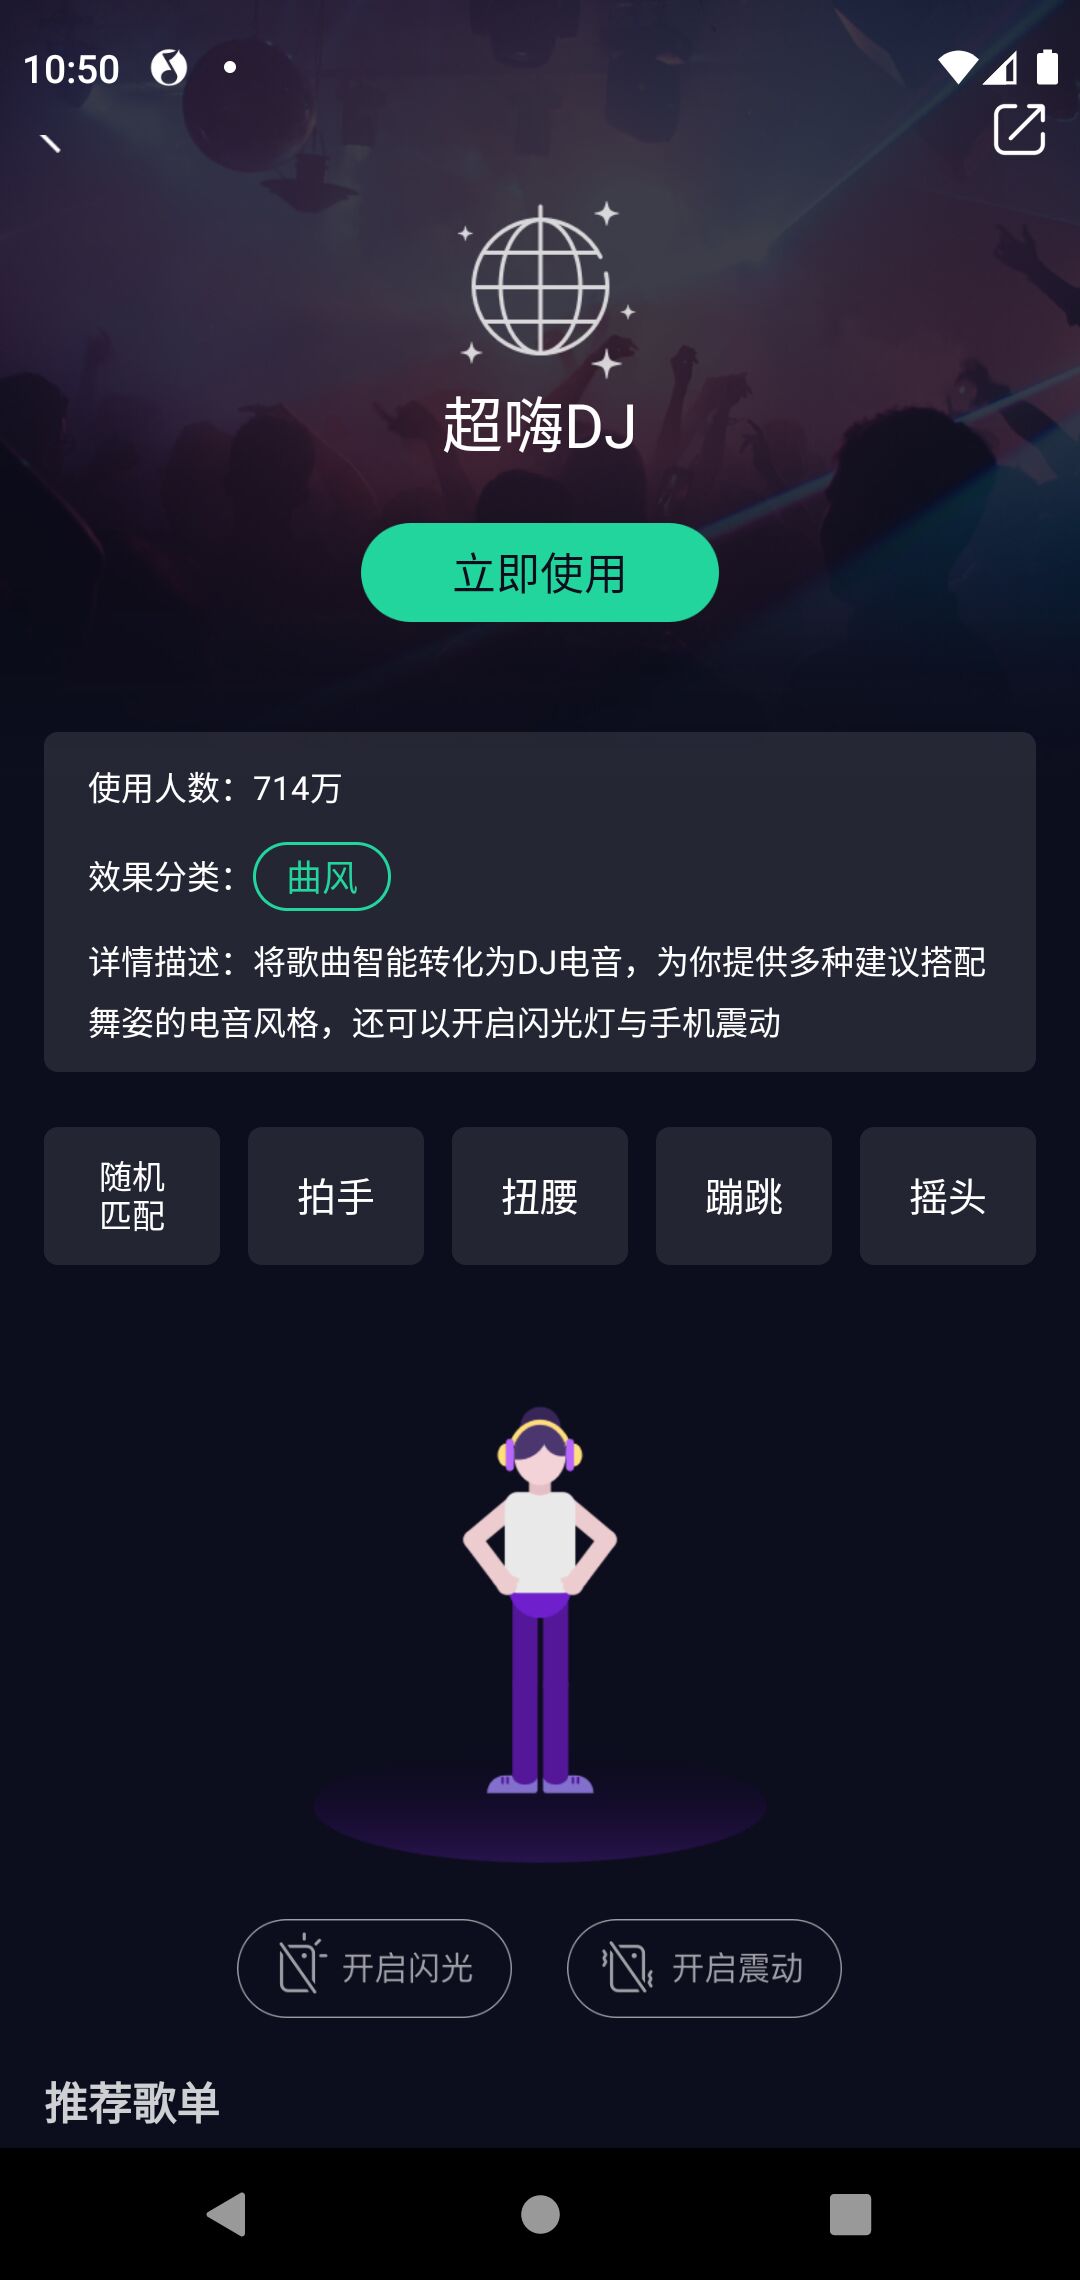 10:50
超嗨DJ
立即使用
使用人数：714万
效果分类：曲风
详情描述：将歌曲智能转化为DJ电音，为你提供多种建议搭配
舞姿的电音风格，还可以开启闪光灯与手机震动
随机
匹配
拍手
扭腰
蹦跳
摇头
开启闪光
开启震动
推荐歌单